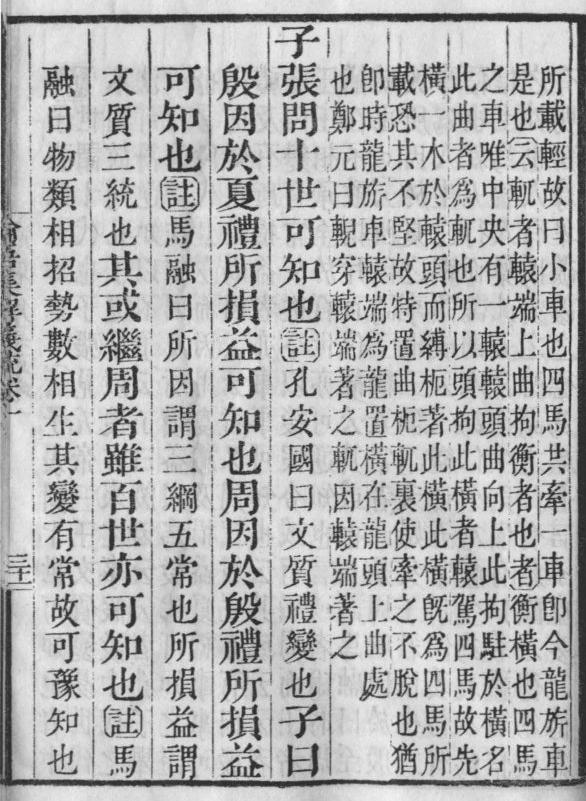 所載輕故曰小車也四馬共牽一車卽今龍旂車
是也云軏者轅端上曲拘衡者也者衡橫也四馬
之車唯中央有轅轅頭曲向上此拘駐於橫名
此曲者爲軏也所以頭拘此橫者轅駕四馬故先
橫一木於轅頭而縛枙著此橫此橫旣爲四馬所
載恐其不堅故特置曲枙軏裏使牽之不脫也猶
卽時龍旂車轅端爲龍置橫在龍頭上曲處
也鄭元曰輗穿轅端著之軏因轅端著之
子張問十世可知也註孔安國曰文質禮變也子曰
殷因於夏禮所損益可知也周因於殷禮所損益
可知也註馬融曰所因謂三綱五常也所損益謂
文質三統也其或繼周者雖百世亦可知也註馬
融曰物類相招勢數相生其變有常故可豫知也
論語集解義疏卷一